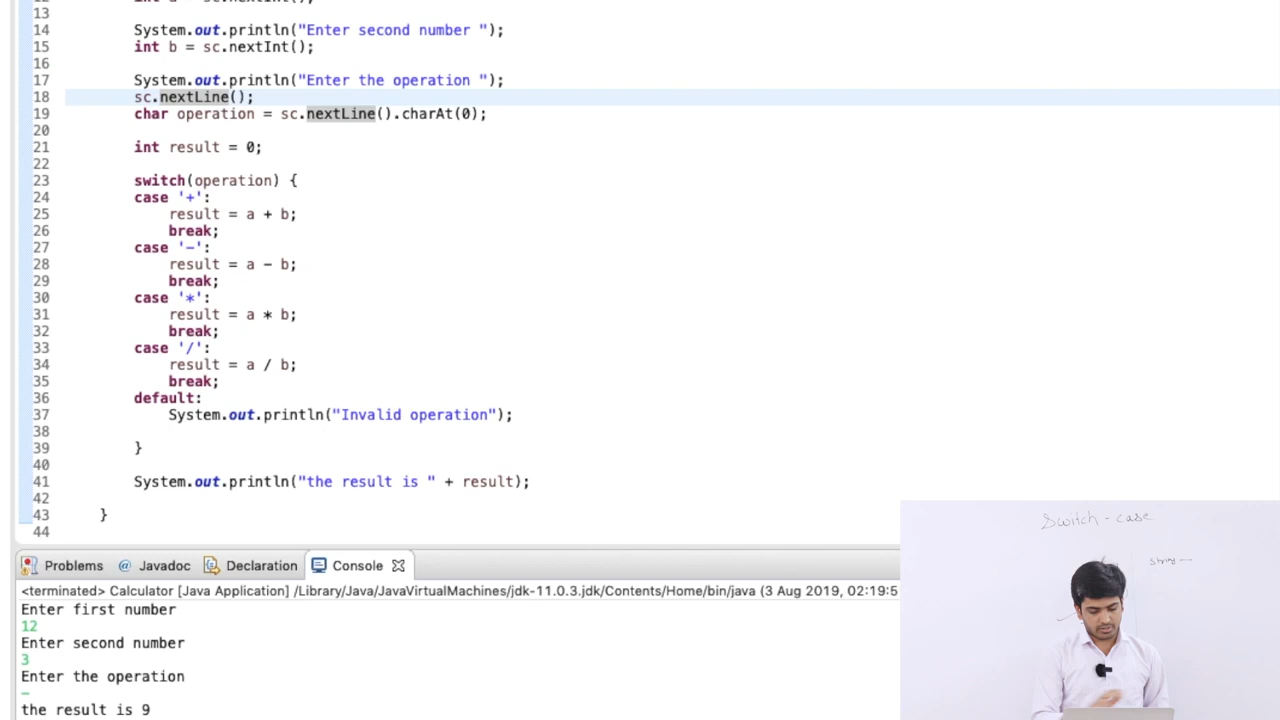 12
13
14 System.out.println("Enter second number ");
15 int b = sc.nextInt();
16
17 System.out.println("Enter the operation ");
18 sc.nextLine();
19 char operation = sc.nextLine().charAt(0);
20
21 int result = 0;
22
23 switch(operation) {
24 case '+':
25 result = a + b;
26 break;
27 case '-':
28 result = a - b;
29 break;
30 case '*':
31 result = a * b;
32 break;
33 case '/':
34 result = a / b;
35 break;
36 default:
37 System.out.println("Invalid operation");
38
39 }
40
41 System.out.println("the result is " + result);
42
43 }
44
Switch - case
string
Problems @ Javadoc Declaration Console
<terminated> Calculator [Java Application] /Library/Java/JavaVirtualMachines/jdk-11.0.3.jdk/Contents/Home/bin/java (3 Aug 2019, 02:19:5
Enter first number
12
Enter second number
3
Enter the operation
-
the result is 9